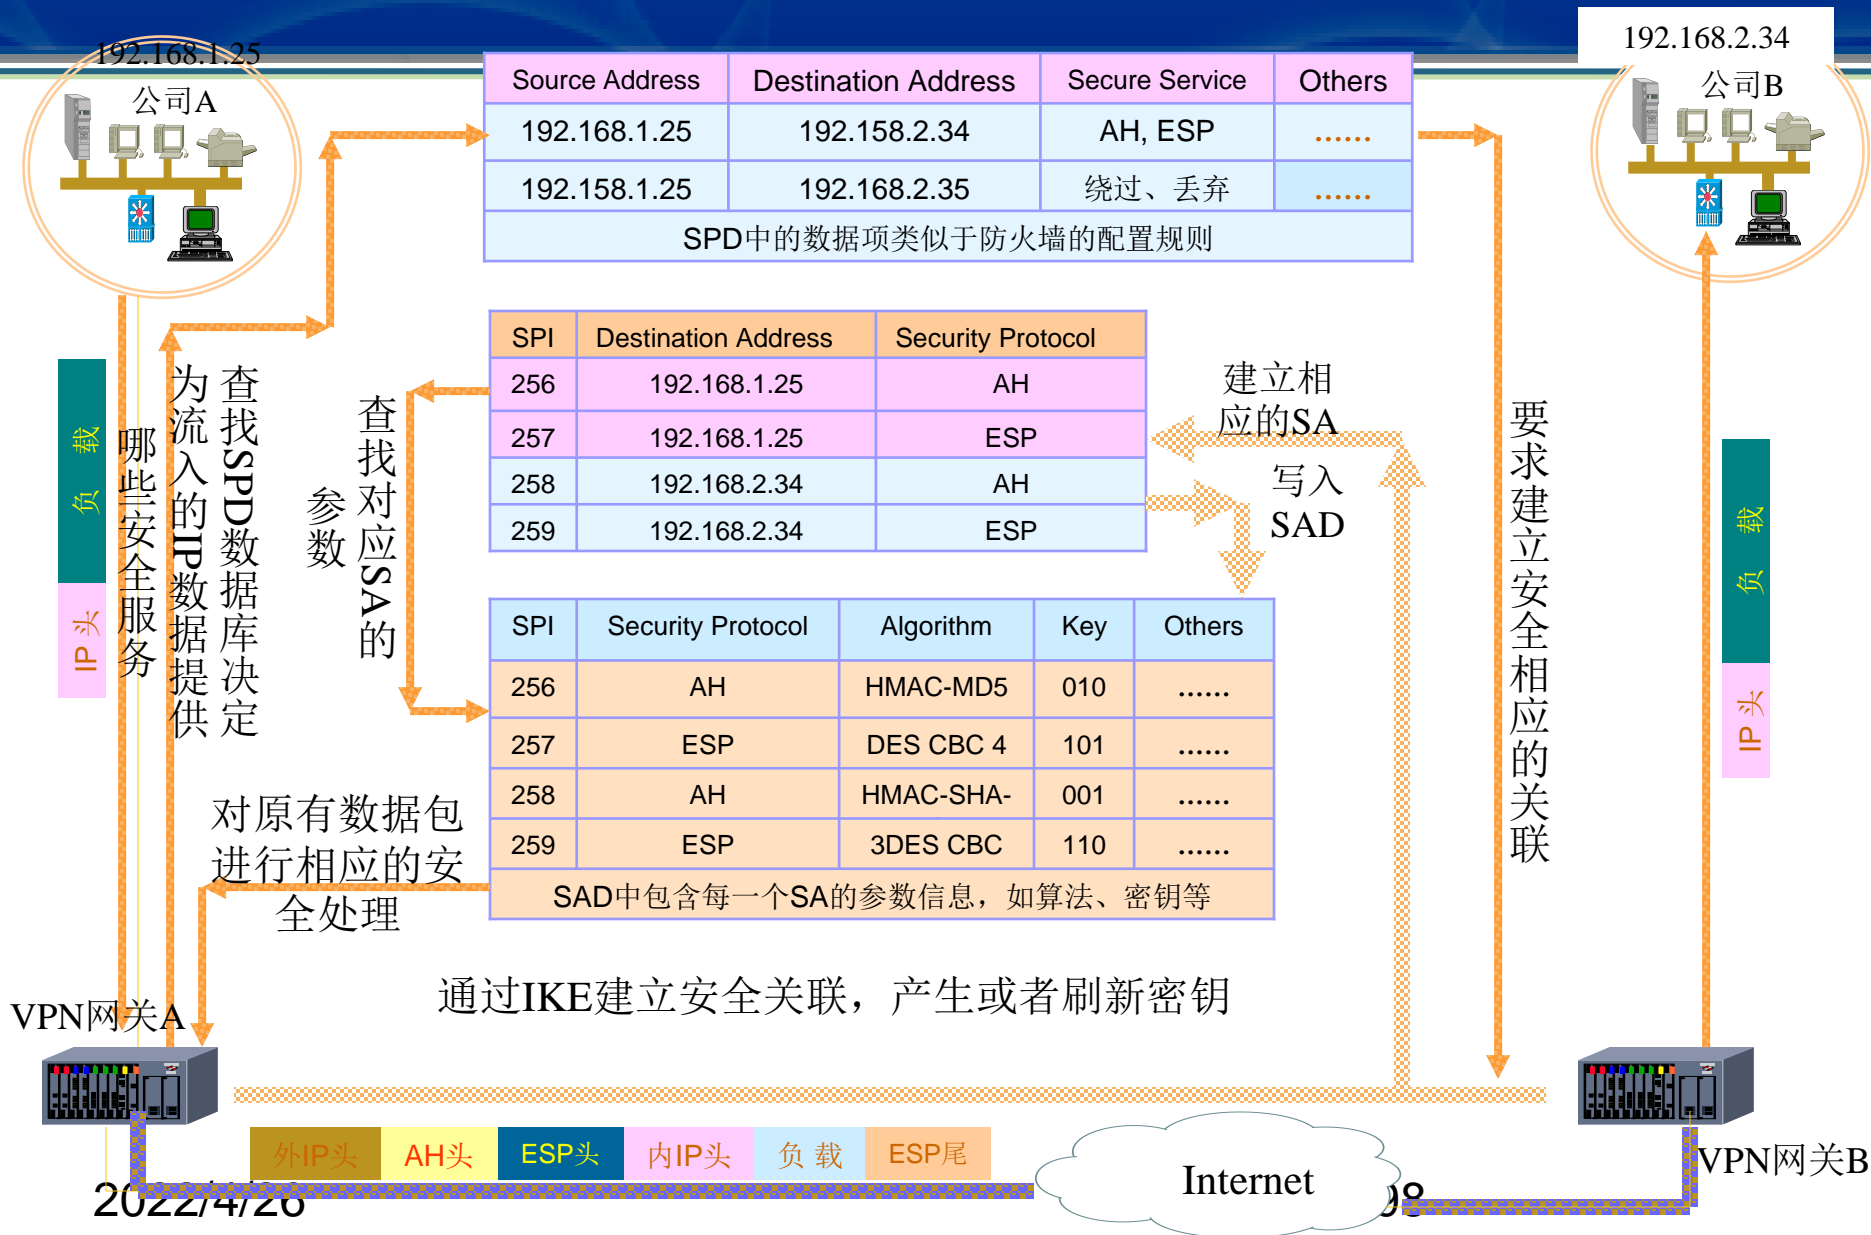 192.168.1.25
公司A
192.168.2.34
公司B
Source Address Destination Address Secure Service Others
192.168.1.25 192.158.2.34 AH, ESP ......
192.158.1.25 192.168.2.35 绕过、丢弃 ......
SPD中的数据项类似于防火墙的配置规则
SPI Destination Address Security Protocol
256 192.168.1.25 AH
257 192.168.1.25 ESP
258 192.168.2.34 AH
259 192.168.2.34 ESP
建立相
应的SA
写入
SAD
查找SPD数据库决定
为流入的IP数据提供
哪些安全服务
查找对应SA的
参数
要求建立安全相应的关联
负 载
IP头
负 载
IP头
SPI Security Protocol Algorithm Key Others
256 AH HMAC-MD5 010 ......
257 ESP DES CBC 4 101 ......
258 AH HMAC-SHA- 001 ......
259 ESP 3DES CBC 110 ......
SAD中包含每一个SA的参数信息，如算法、密钥等
对原有数据包
进行相应的安
全处理
通过IKE建立安全关联，产生或者刷新密钥
VPN网关A
VPN网关B
外IP头 AH头 ESP头 内IP头 负 载 ESP尾
Internet
2022/4/26
98